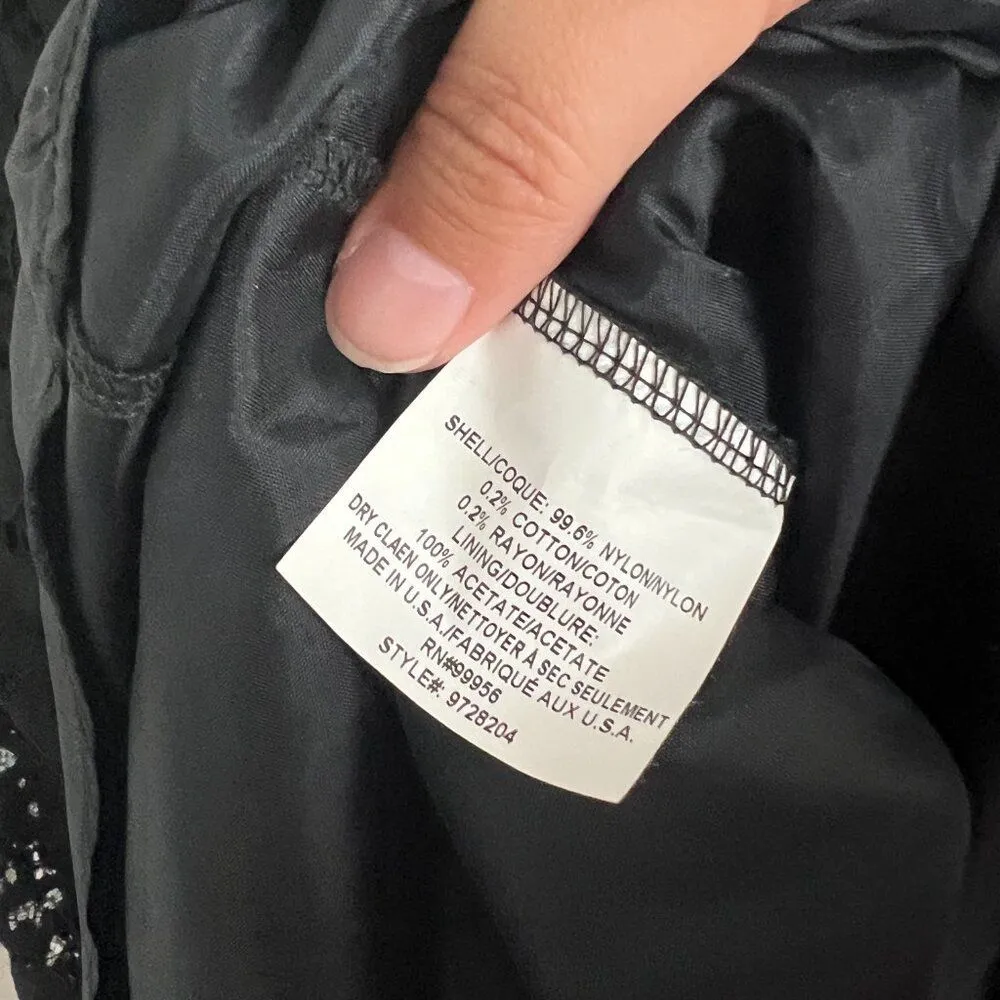 SHELL/COQUE: 99.6% NYLON/NYLON
0.2% COTTON/COTON
0.2% RAYON/RAYONNE
LINING/DOUBLURE:
100% ACETATE/ACETATE
DRY CLAEN ONLY/NETTOYER À SEC SEULEMENT
MADE IN U.S.A./FABRIQUÉ AUX U.S.A.
RN#99956
STYLE#: 9728204